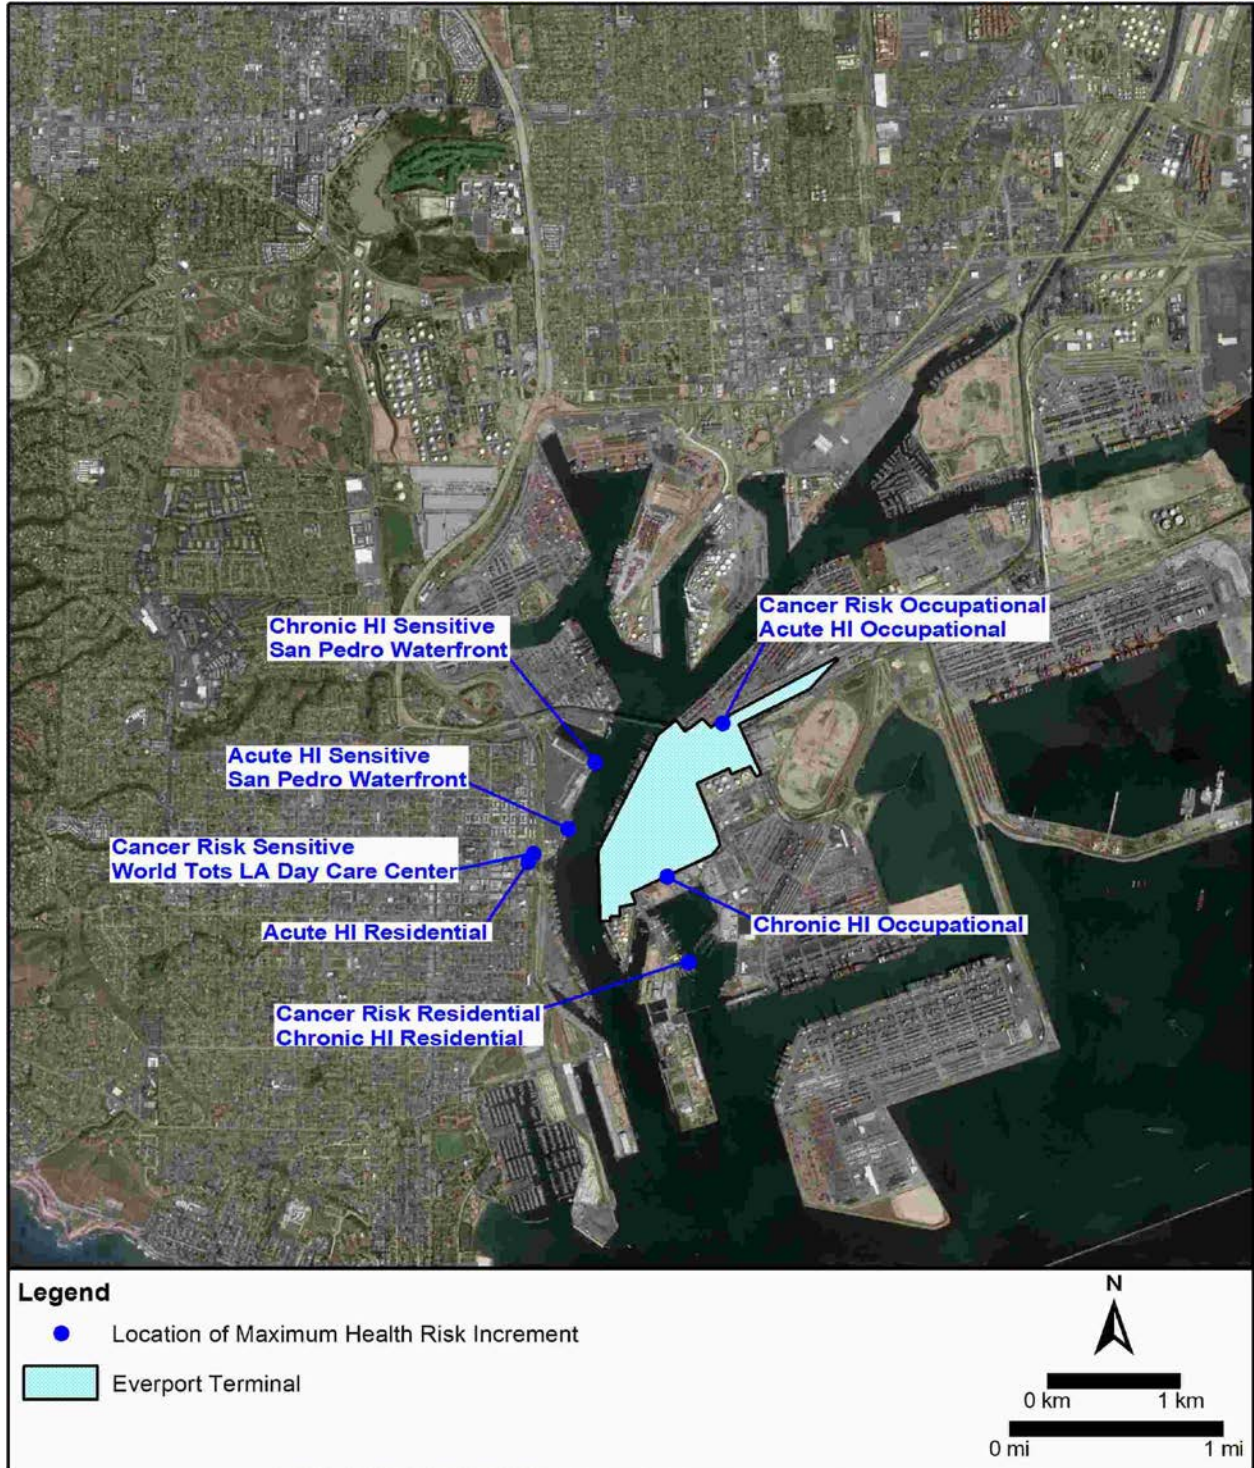 Cancer Risk Occupational
Acute HI Occupational
Chronic HI Sensitive
San Pedro Waterfront
Acute HI Sensitive
San Pedro Waterfront
Cancer Risk Sensitive
World Tots LA Day Care Center
Acute HI Residential
Chronic HI Occupational
Cancer Risk Residential
Chronic HI Residential
Legend
Location of Maximum Health Risk Increment
Everport Terminal
N
0 km 1 km
0 mi 1 mi